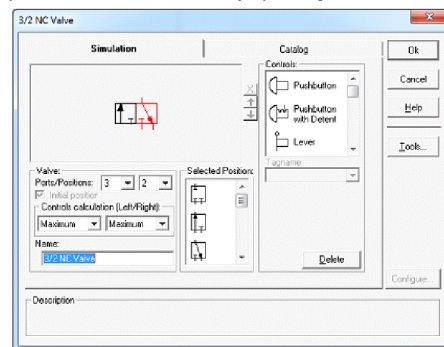 3/2 NC Valve
Simulation
Catalog
Ok
Cancel
Help
Tools...
Configure...
Controls:
Pushbutton
Pushbutton
with Detent
Lever
Tagname:
Delete
Valve:
Ports/Positions: 3 2
Initial position
Controls calculation (Left/Right):
Maximum Maximum
Name:
3/2 NC Valve
Selected Position:
Description